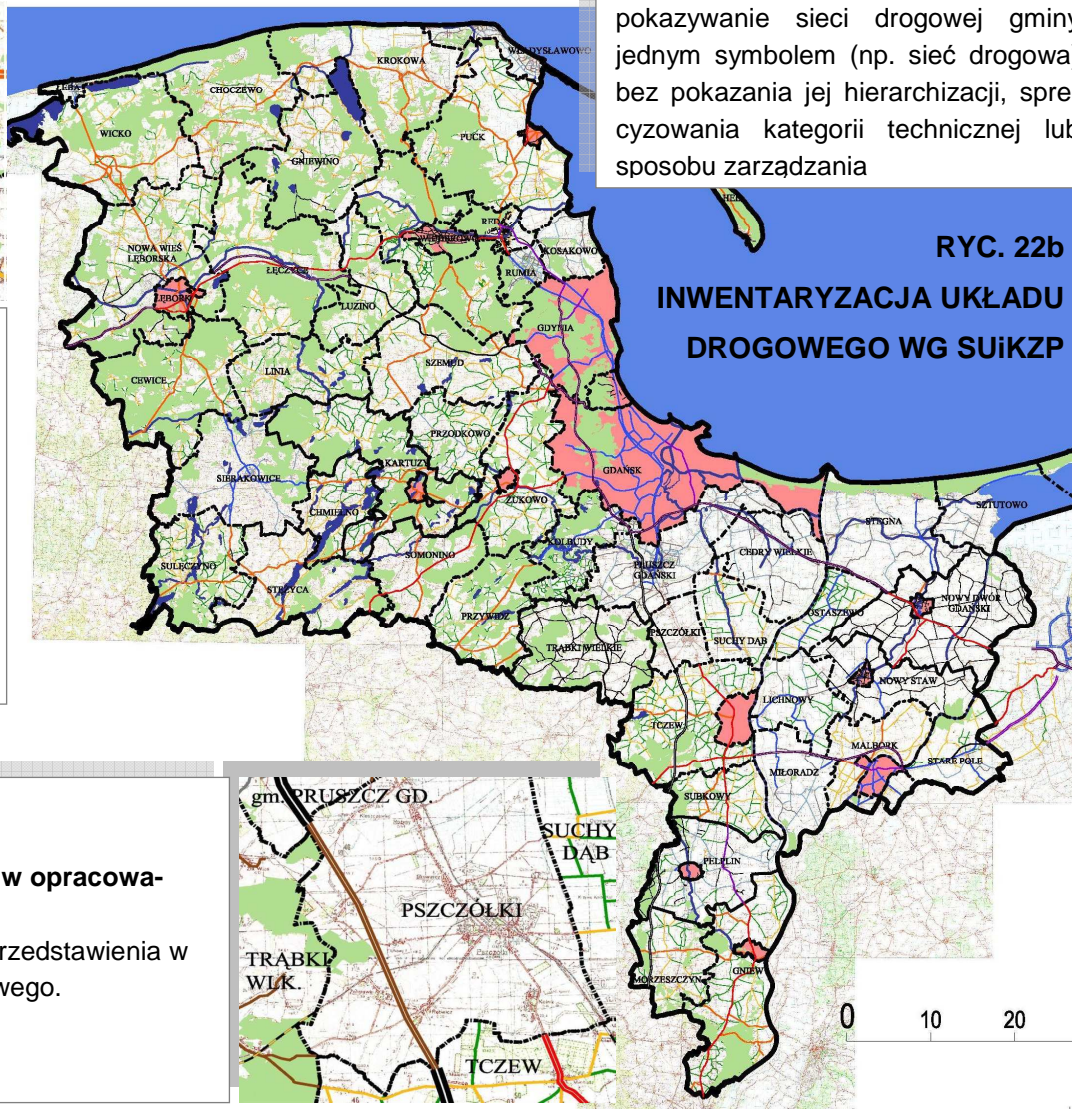 pokazywanie sieci drogowej gminy
jednym symbolem (np. sieć drogowa)
bez pokazania jej hierarchizacji, spre-
cyzowania kategorii technicznej lub
sposobu zarządzania
RYC. 22b
INWENTARYZACJA UKŁADU
DROGOWEGO WG SUiKZP
WŁADYSŁAWOWO
KROKOWA
ŁEBA
CHOCZEWO
WICKO
PUCK
GNIEWINO
HEL
RED
WEJHEROWO
KOSAKOWO
NOWA WIEŚ
LĘBORSKA
RUMIA
ŁĘCZYCE
LĘBORK
LUZINO
GDYNIA
SZEMUD
CEWICE
LINIA
PRZODKOWO
KARTUZY
GDAŃSK
SIERAKOWICE
ŻUKOWO
CHMIELNO
SZTUTOWO
STEGNA
KOLBUDY
SOMONINO
CEDRY WIELKIE
SULĘCZYNO
PRUSZCZ
GDAŃSKI
STĘŻYCA
NOWY DWÓR
GDAŃSKI
OSTASZEWO
PRZYWIDZ
PSZCZÓŁKI
SUCHY DĄB
TRĄBKI WIELKIE
NOWY STAW
LICHNOWY
TCZEW
MALBORK
STARE POLE
MIŁORADZ
SUBKOWY
PELPLIN
GNIEW
MORZESZCZYN
0 10 20
w opracowa-
rzedstawienia w
wego.
gm. PRUSZCZ GD.
SUCHY
DĄB
PSZCZÓŁKI
TRĄBKI
WLK.
TCZEW